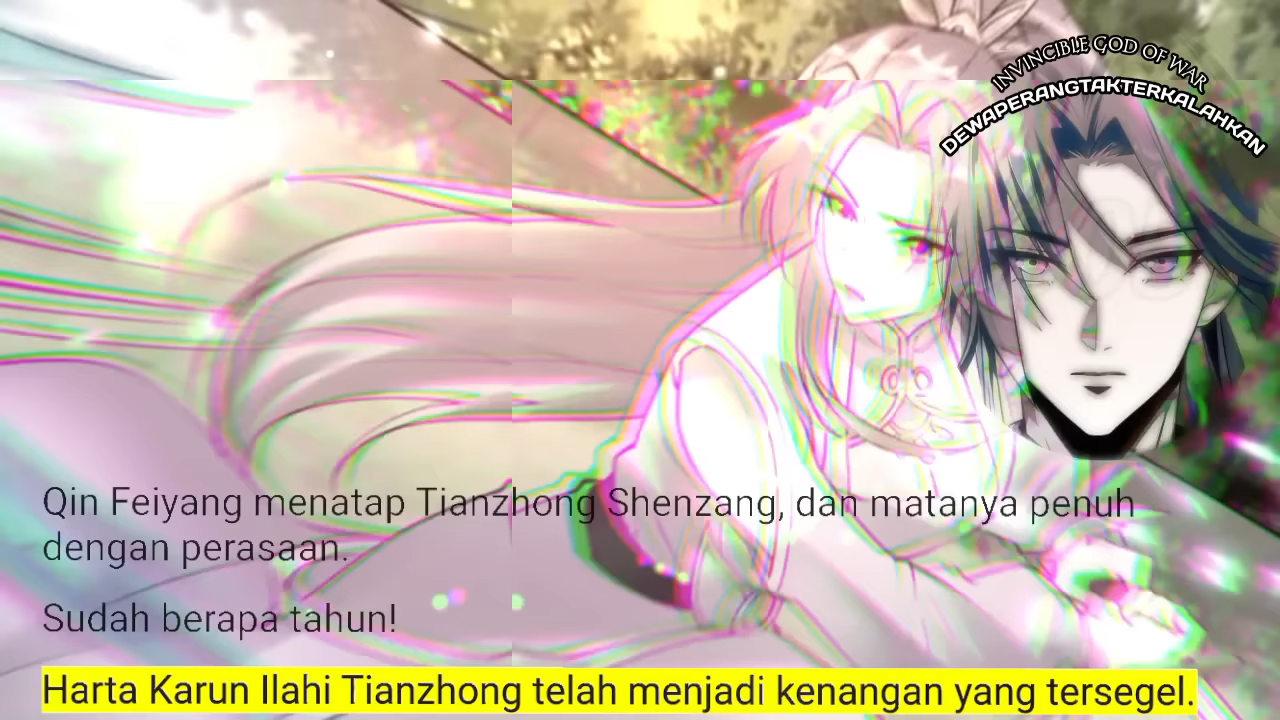 INVINCIBLE GOD OF WAR
DEWAPERANGTAKTERKALAHKAN
Qin Feiyang menatap Tianzhong Shenzang, dan matanya penuh
dengan perasaan.
Sudah berapa tahun!
Harta Karun Ilahi Tianzhong telah menjadi kenangan yang tersegel.